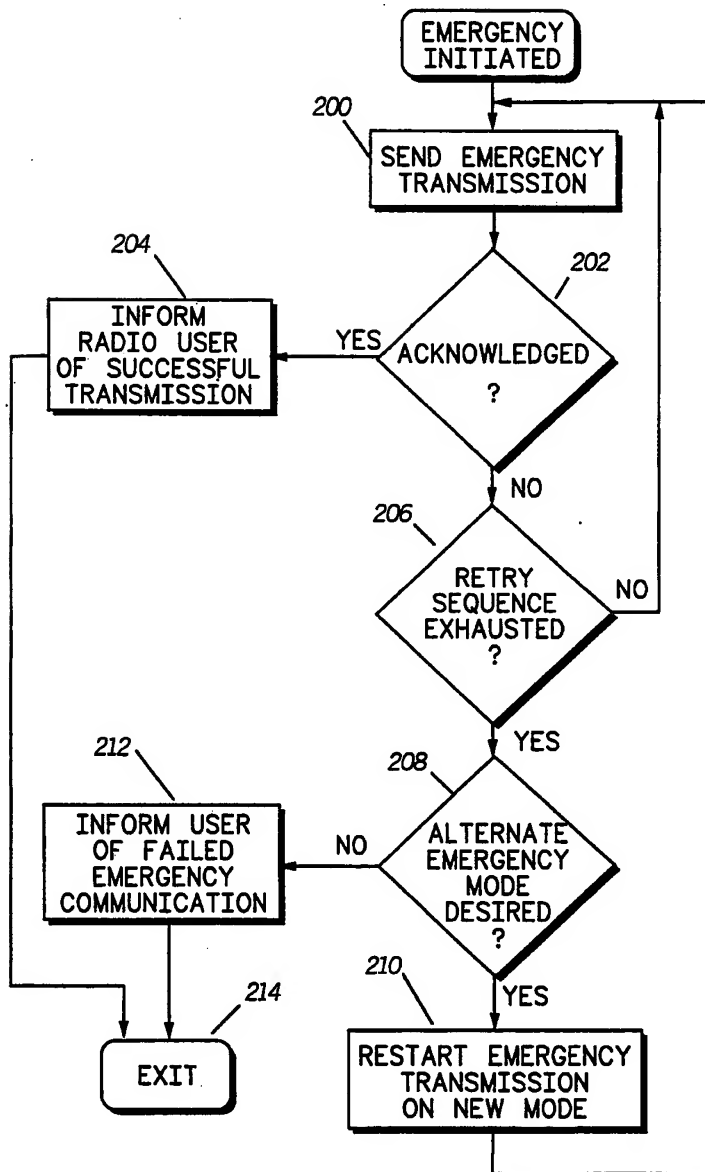 EMERGENCY
INITIATED
200
SEND EMERGENCY
TRANSMISSION
204
202
INFORM
RADIO USER
OF SUCCESSFUL
TRANSMISSION
YES
ACKNOWLEDGED
?
NO
206
RETRY
SEQUENCE
EXHAUSTED
?
NO
YES
212
208
INFORM USER
OF FAILED
EMERGENCY
COMMUNICATION
NO
ALTERNATE
EMERGENCY
MODE
DESIRED
?
210
YES
214
EXIT
RESTART EMERGENCY
TRANSMISSION
ON NEW MODE